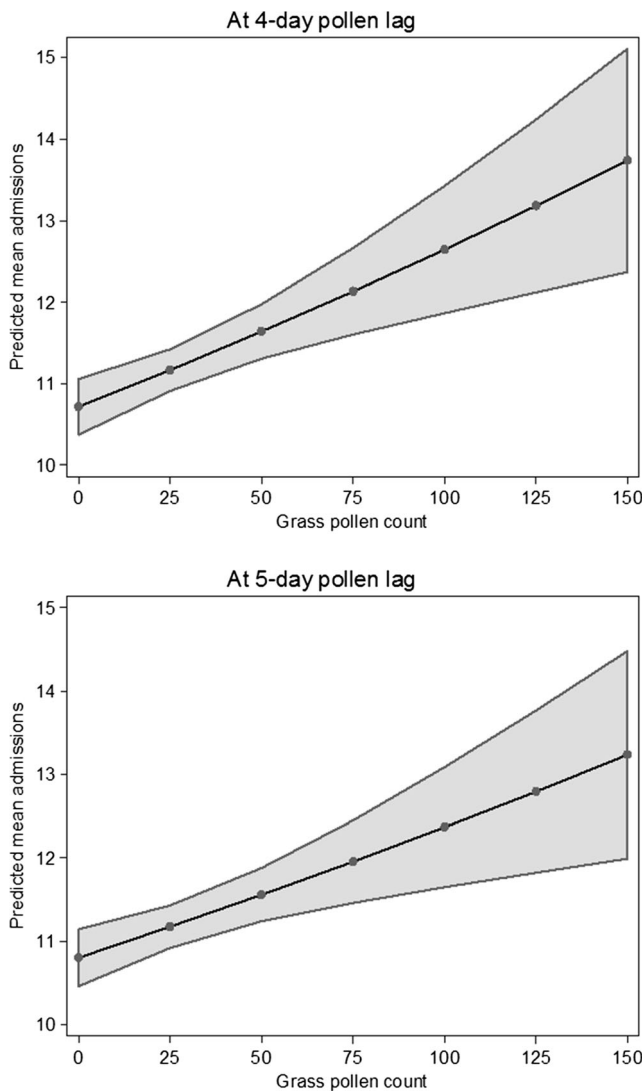 At 4-day pollen lag
15
14
13
12
11
10
Predicted mean admissions
0 25 50 75 100 125 150
Grass pollen count
At 5-day pollen lag
15
14
13
12
11
10
Predicted mean admissions
0 25 50 75 100 125 150
Grass pollen count